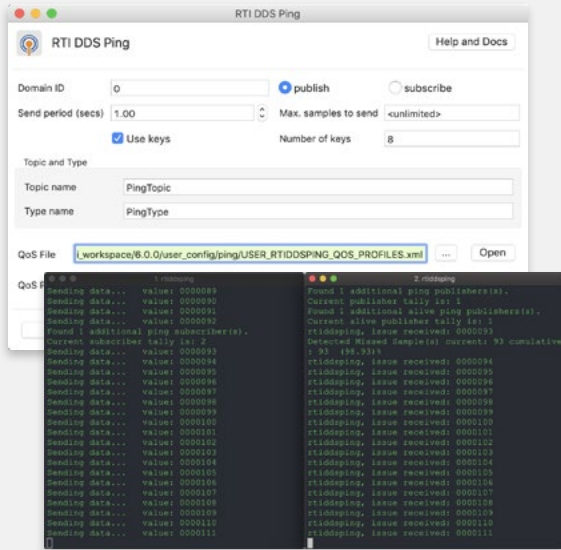 RTI DDS Ping
RTI DDS Ping
Help and Docs
Domain ID
0
publish
subscribe
Send period (secs)
1.00
Max. samples to send
<unlimited>
Use keys
Number of keys
8
Topic and Type
Topic name
PingTopic
Type name
PingType
QoS File
i_workspace/6.0.0/user_config/ping/USER_RTIDDSPING_QOS_PROFILES.xml
...
Open
QoS P
1. rtiddsping
Sending data... value: 0000089
Sending data... value: 0000090
Sending data... value: 0000091
Sending data... value: 0000092
Found 1 additional ping subscriber(s).
Current subscriber tally is: 2
Sending data... value: 0000093
Sending data... value: 0000094
Sending data... value: 0000095
Sending data... value: 0000096
Sending data... value: 0000097
Sending data... value: 0000098
Sending data... value: 0000099
Sending data... value: 0000100
Sending data... value: 0000101
Sending data... value: 0000102
Sending data... value: 0000103
Sending data... value: 0000104
Sending data... value: 0000105
Sending data... value: 0000106
Sending data... value: 0000107
Sending data... value: 0000108
Sending data... value: 0000109
Sending data... value: 0000110
Sending data... value: 0000111
2. rtiddsping
Found 1 additional ping publishers(s).
Current publisher tally is: 1
Found 1 additional alive ping publishers(s).
Current alive publisher tally is: 1
rtiddsping, issue received: 0000093
Detected Missed Sample(s) current: 93 cumulative
: 93 (98.93)%
rtiddsping, issue received: 0000094
rtiddsping, issue received: 0000095
rtiddsping, issue received: 0000096
rtiddsping, issue received: 0000097
rtiddsping, issue received: 0000098
rtiddsping, issue received: 0000099
rtiddsping, issue received: 0000100
rtiddsping, issue received: 0000101
rtiddsping, issue received: 0000102
rtiddsping, issue received: 0000103
rtiddsping, issue received: 0000104
rtiddsping, issue received: 0000105
rtiddsping, issue received: 0000106
rtiddsping, issue received: 0000107
rtiddsping, issue received: 0000108
rtiddsping, issue received: 0000109
rtiddsping, issue received: 0000110
rtiddsping, issue received: 0000111